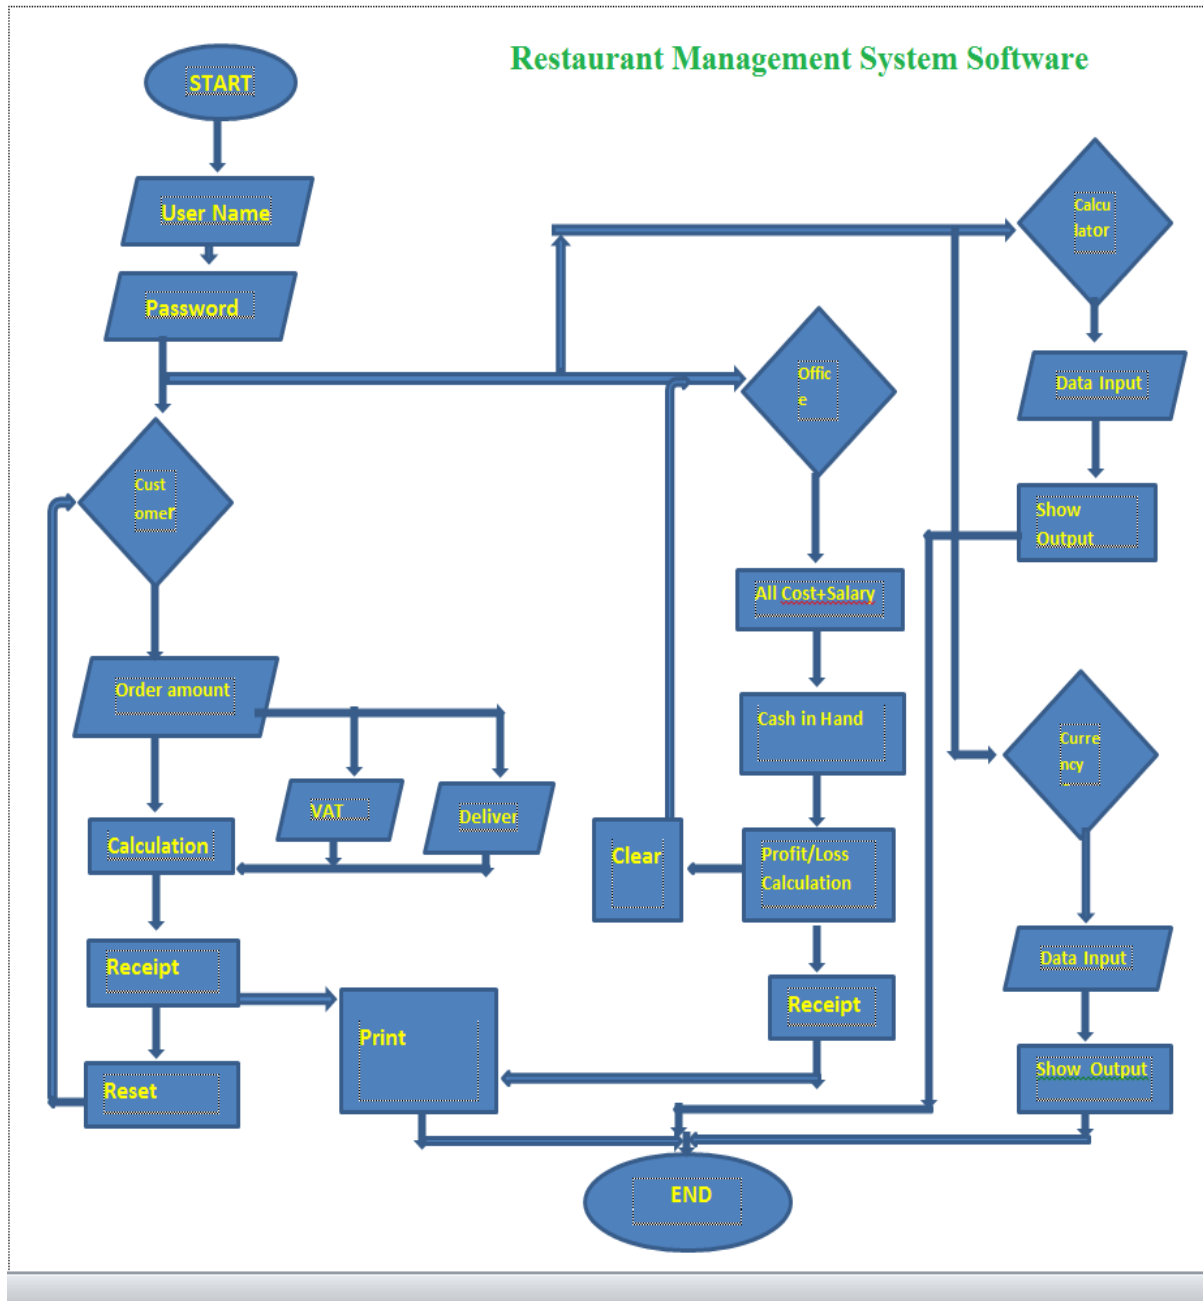 Restaurant Management System Software
START
User Name
Password
Calcu
lator
Offic
e
Data Input
Cust
omer
Show
Output
All Cost+Salary
Order amount
Cash in Hand
Curre
ncy
VAT
Deliver
Calculation
Clear
Profit/Loss
Calculation
Receipt
Data Input
Receipt
Print
Show Output
Reset
END